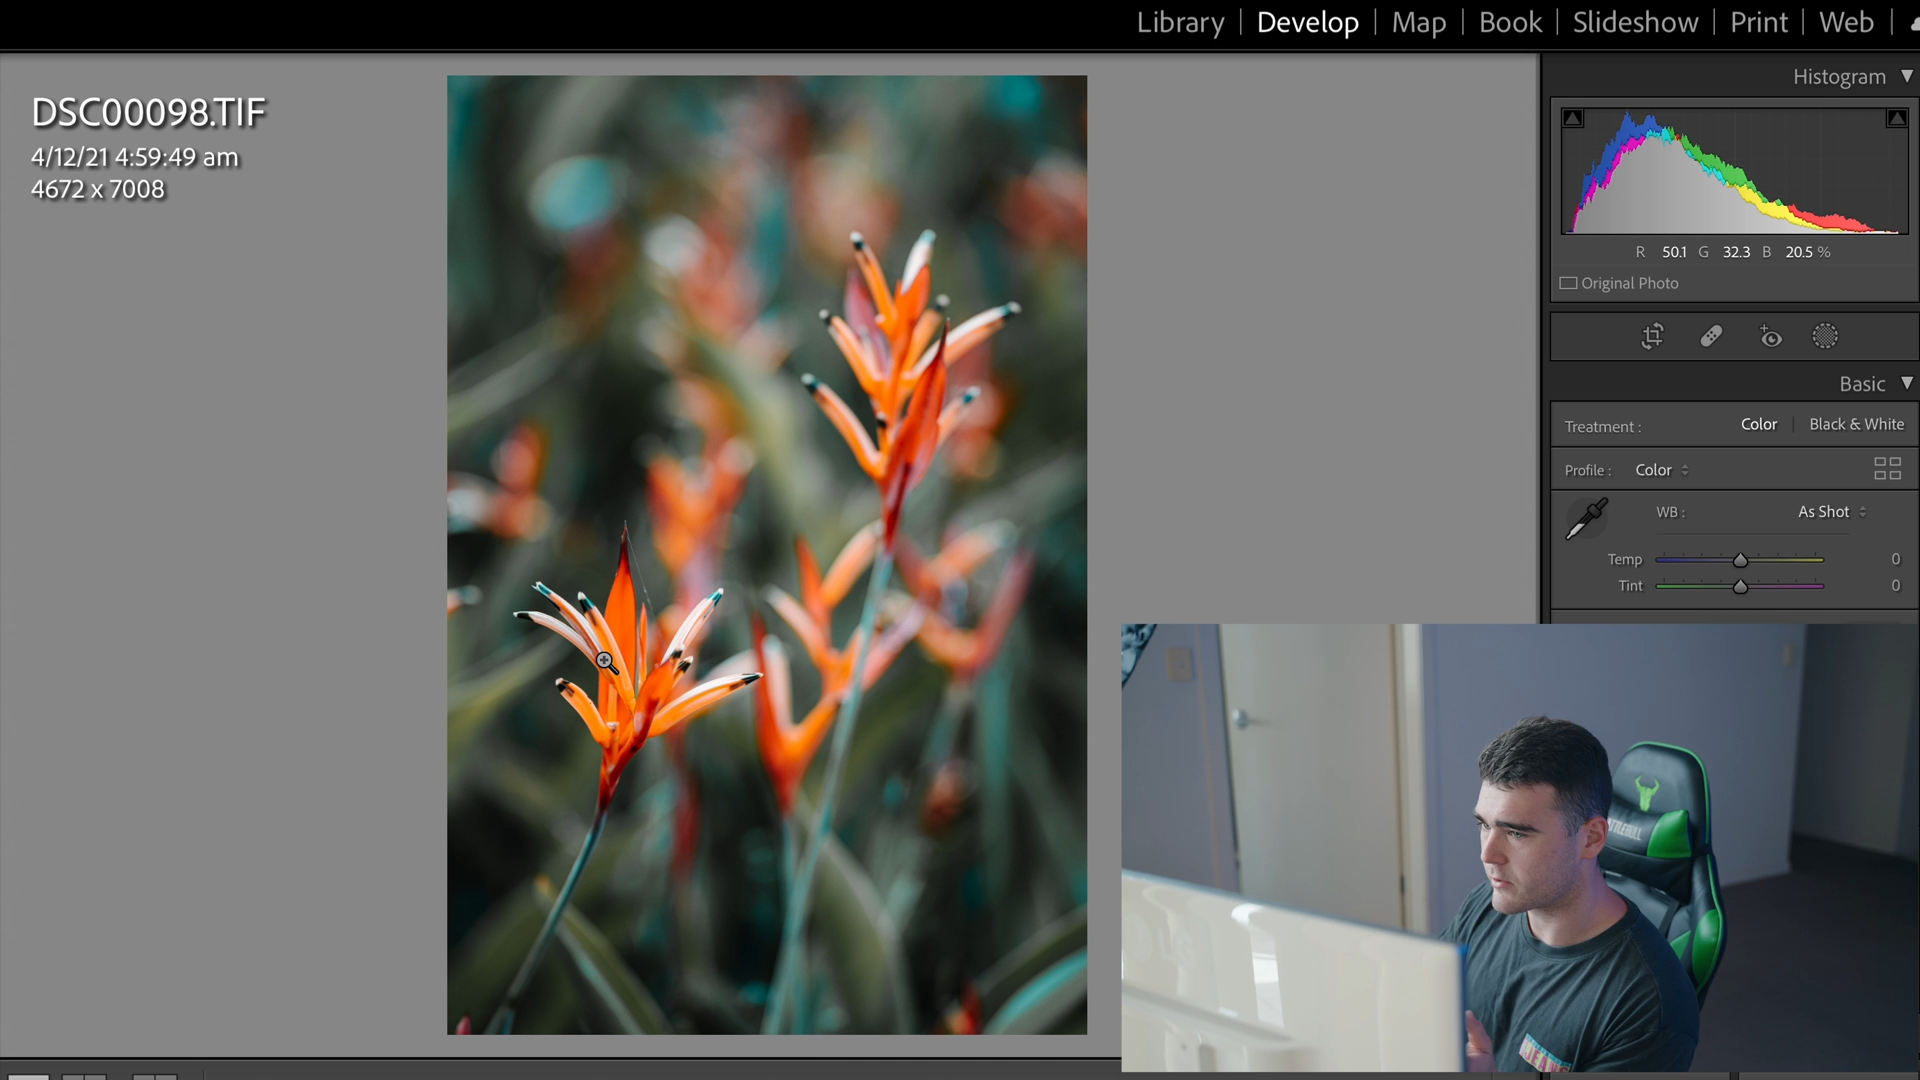 Library | Develop | Map | Book | Slideshow | Print | Web |
DSC00098.TIF
4/12/21 4:59:49 am
4672 x 7008
Histogram
R 50.1 G 32.3 B 20.5 %
Original Photo
Basic
Treatment : Color | Black & White
Profile : Color
WB : As Shot
Temp 0
Tint 0
JEANS